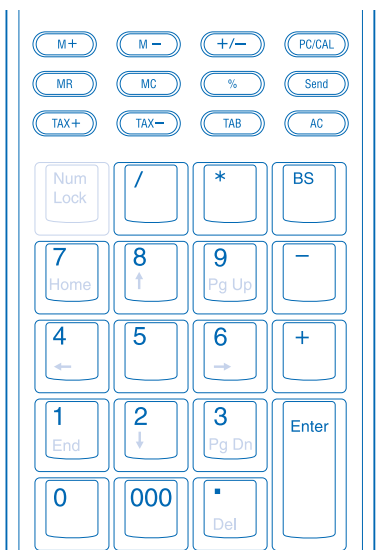 M+ M− +/− PC/CAL
MR MC % Send
TAX+ TAX− TAB AC
Num Lock / * BS
7 Home 8 ↑ 9 Pg Up −
4 ← 5 6 → +
1 End 2 ↓ 3 Pg Dn Enter
0 000 . Del